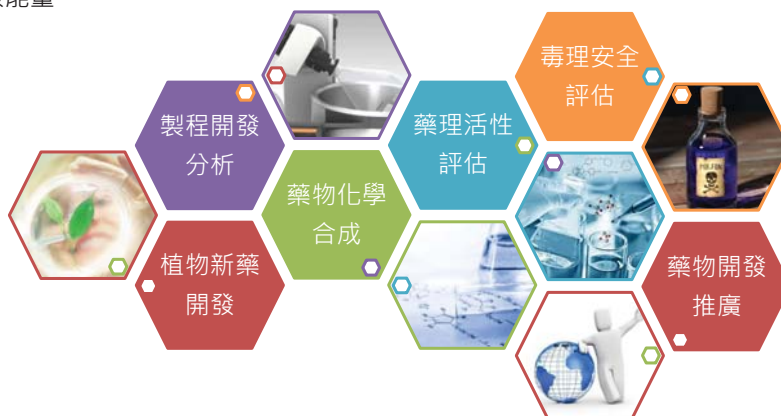 製程開發
分析
植物新藥
開發
藥物化學
合成
藥理活性
評估
毒理安全
評估
POISON
藥物開發
推廣